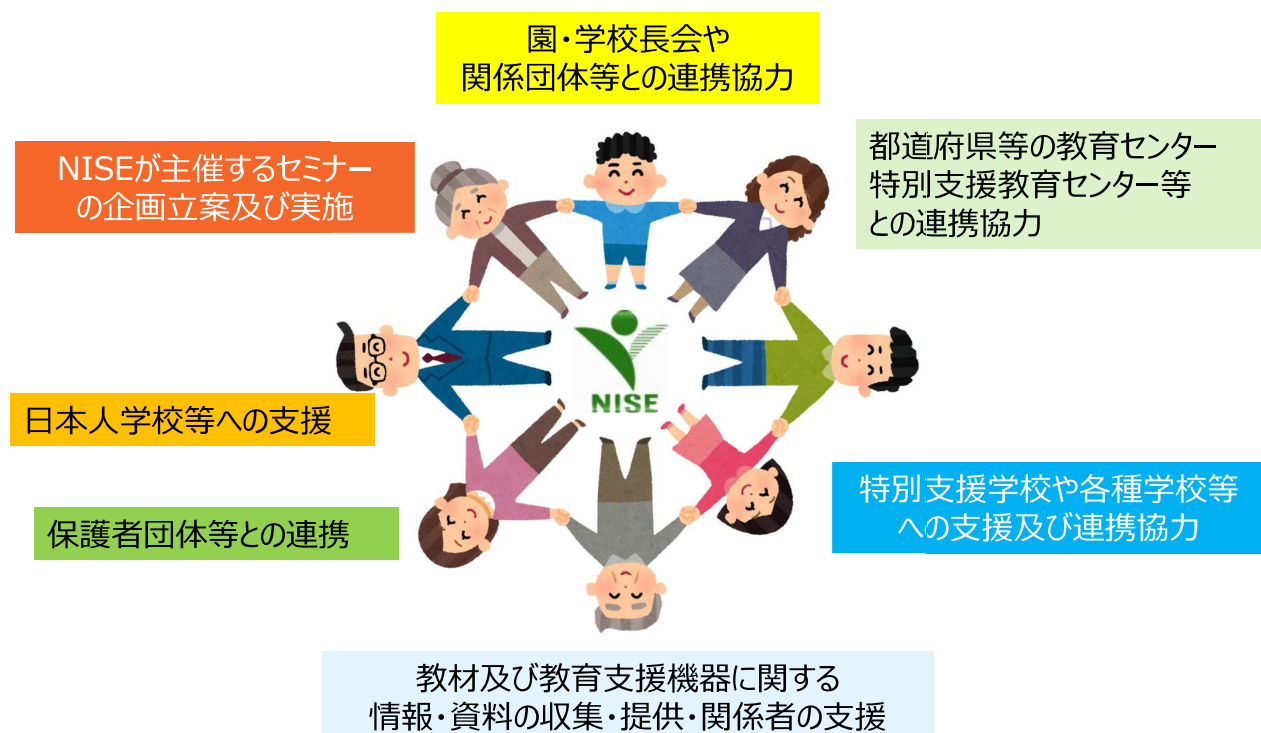 園・学校長会や
関係団体等との連携協力
NISEが主催するセミナー
の企画立案及び実施
都道府県等の教育センター
特別支援教育センター等
との連携協力
NISE
日本人学校等への支援
特別支援学校や各種学校等
への支援及び連携協力
保護者団体等との連携
教材及び教育支援機器に関する
情報・資料の収集・提供・関係者の支援